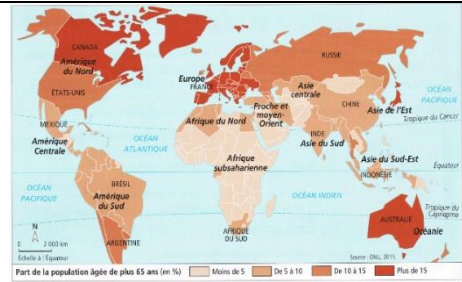 CANADA
Amérique
du Nord
ÉTATS-UNIS
MEXIQUE
Amérique
Centrale
OCÉAN
ATLANTIQUE
OCÉAN
PACIFIQUE
BRÉSIL
Amérique
du Sud
ARGENTINE
Europe
FRANCE
RUSSIE
Asie
centrale
Proche et
moyen-
Orient
CHINE
Asie de l'Est
OCÉAN
PACIFIQUE
Tropique du Cancer
Afrique du Nord
INDE
Asie du Sud
Afrique
subsaharienne
Asie du Sud-Est
INDONÉSIE
Équateur
OCÉAN INDIEN
AFRIQUE
DU SUD
AUSTRALIE
Océanie
Tropique du
Capricorne
N
0 2 000 km
Échelle à l'Équateur
Source : ONU, 2015.
Part de la population âgée de plus 65 ans (en %)
Moins de 5
De 5 à 10
De 10 à 15
Plus de 15